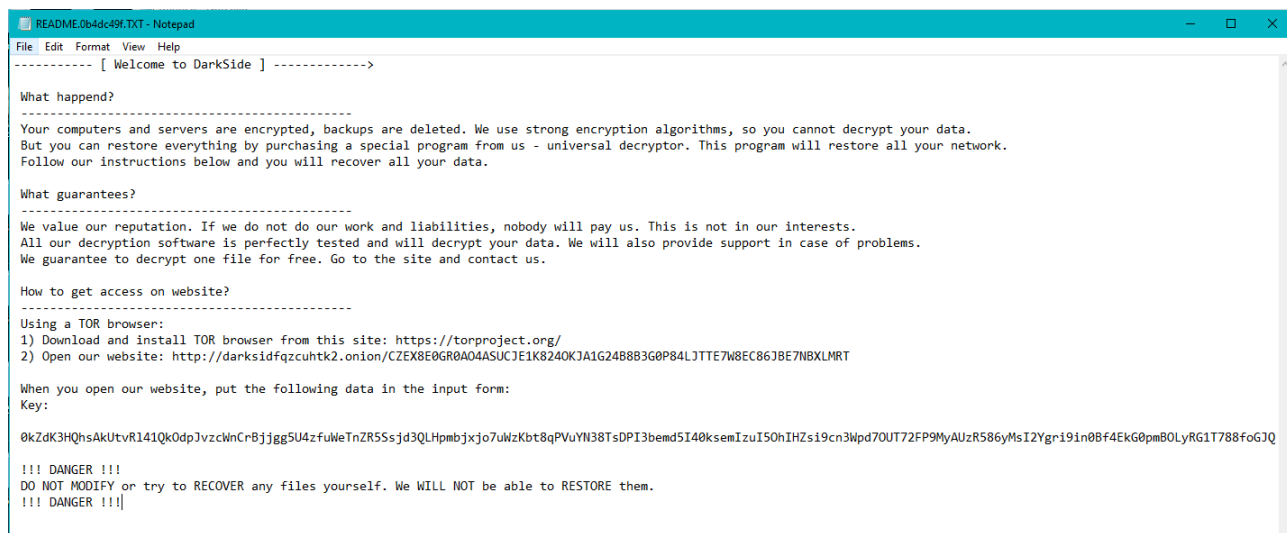 README.0b4dc49f.TXT - Notepad
File Edit Format View Help
----------- [ Welcome to DarkSide ] ------------->
What happend?
----------------------------------------------
Your computers and servers are encrypted, backups are deleted. We use strong encryption algorithms, so you cannot decrypt your data.
But you can restore everything by purchasing a special program from us - universal decryptor. This program will restore all your network.
Follow our instructions below and you will recover all your data.
What guarantees?
----------------------------------------------
We value our reputation. If we do not do our work and liabilities, nobody will pay us. This is not in our interests.
All our decryption software is perfectly tested and will decrypt your data. We will also provide support in case of problems.
We guarantee to decrypt one file for free. Go to the site and contact us.
How to get access on website?
----------------------------------------------
Using a TOR browser:
1) Download and install TOR browser from this site: https://torproject.org/
2) Open our website: http://darksidfqzcuhtk2.onion/CZEX8E0GR0AO4ASUCJE1K824OKJA1G24B8B3G0P84LJTTE7W8EC86JBE7NBXLMRT
When you open our website, put the following data in the input form:
Key:
0kZdK3HQhsAkUtvRl41QkOdpJvzcWnCrBjjgg5U4zfuWeTnZR5Ssjd3QLHpmbjxjo7uWzKbt8qPVuYN38TsDPI3bemd5I40ksemIzuI5OhIHZsi9cn3Wpd7OUT72FP9MyAUzR586yMsI2Ygri9in0Bf4EkG0pmBOLyRG1T788foGJQ
!!! DANGER !!!
DO NOT MODIFY or try to RECOVER any files yourself. We WILL NOT be able to RESTORE them.
!!! DANGER !!!